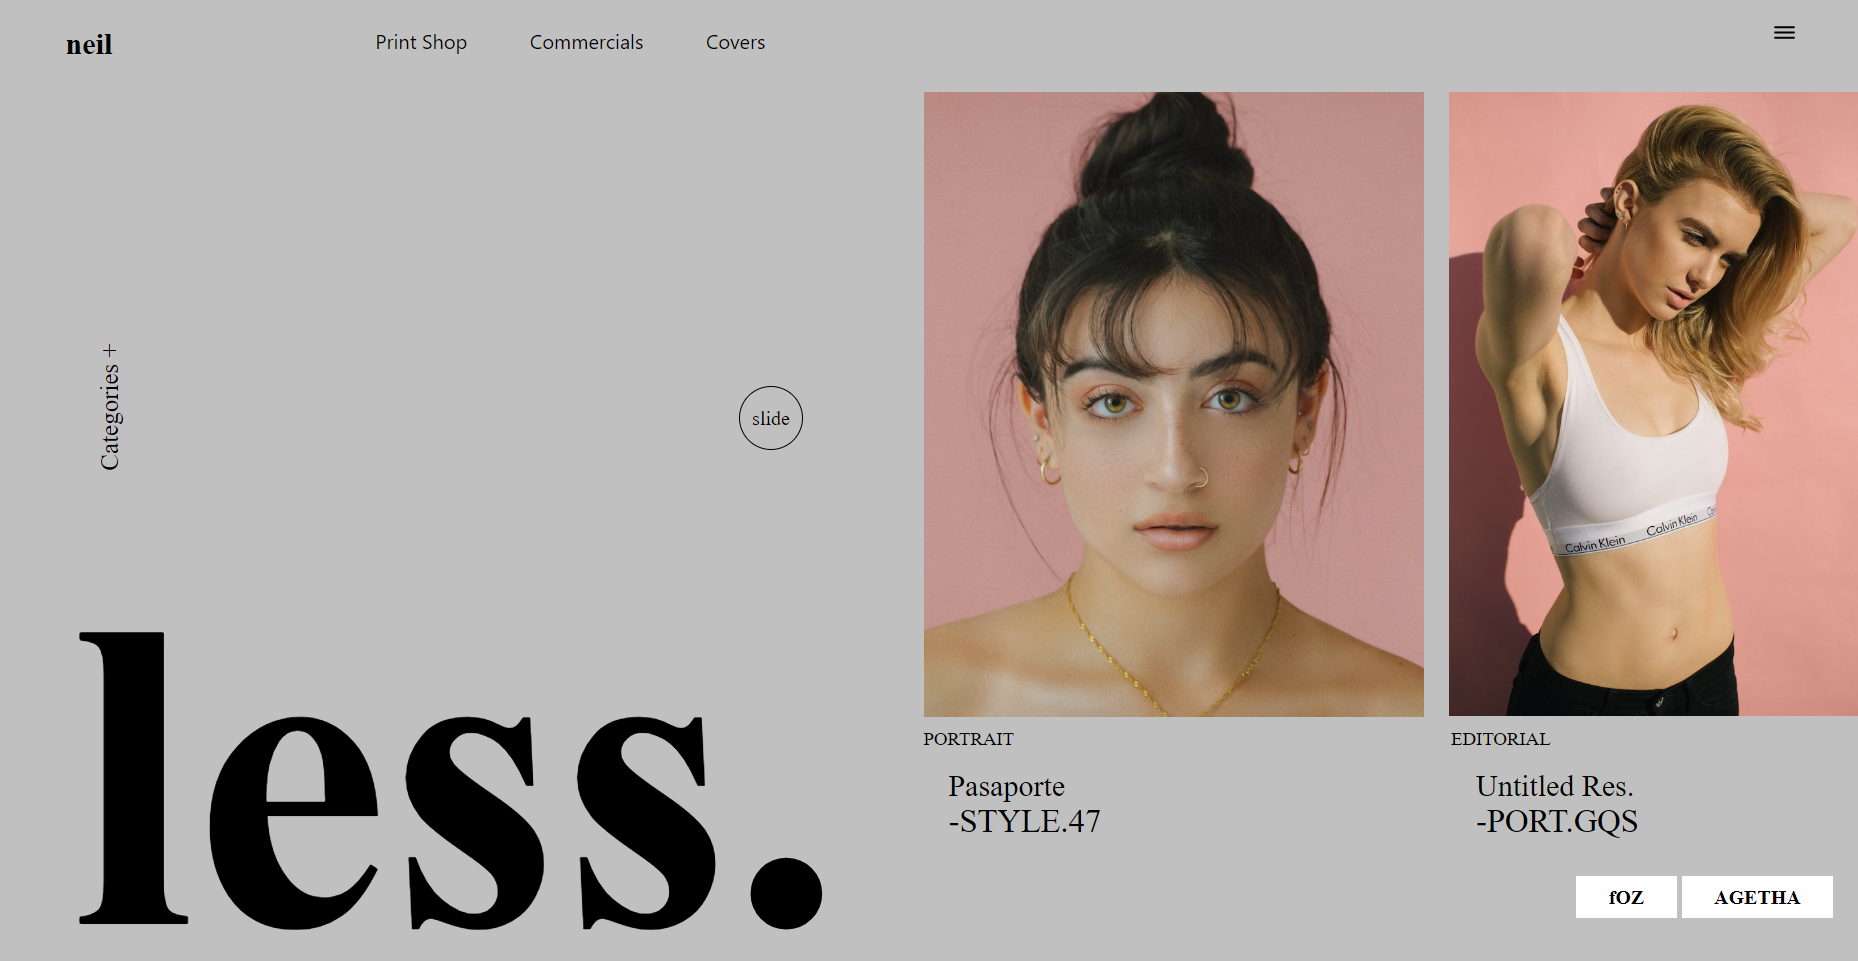 neil
Print Shop
Commercials
Covers
Categories +
slide
less.
Calvin Klein
Calvin Klein
PORTRAIT
Pasaporte
-STYLE.47
EDITORIAL
Untitled Res.
-PORT.GQS
fOZ
AGETHA